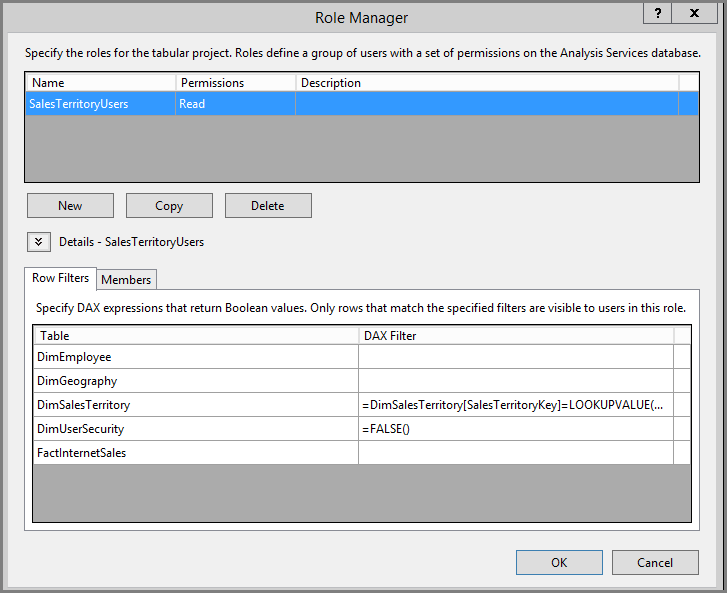 Role Manager
? x
Specify the roles for the tabular project. Roles define a group of users with a set of permissions on the Analysis Services database.
Name Permissions Description
SalesTerritoryUsers Read
New Copy Delete
Details - SalesTerritoryUsers
Row Filters Members
Specify DAX expressions that return Boolean values. Only rows that match the specified filters are visible to users in this role.
Table DAX Filter
DimEmployee
DimGeography
DimSalesTerritory =DimSalesTerritory[SalesTerritoryKey]=LOOKUPVALUE(...
DimUserSecurity =FALSE()
FactInternetSales
OK Cancel